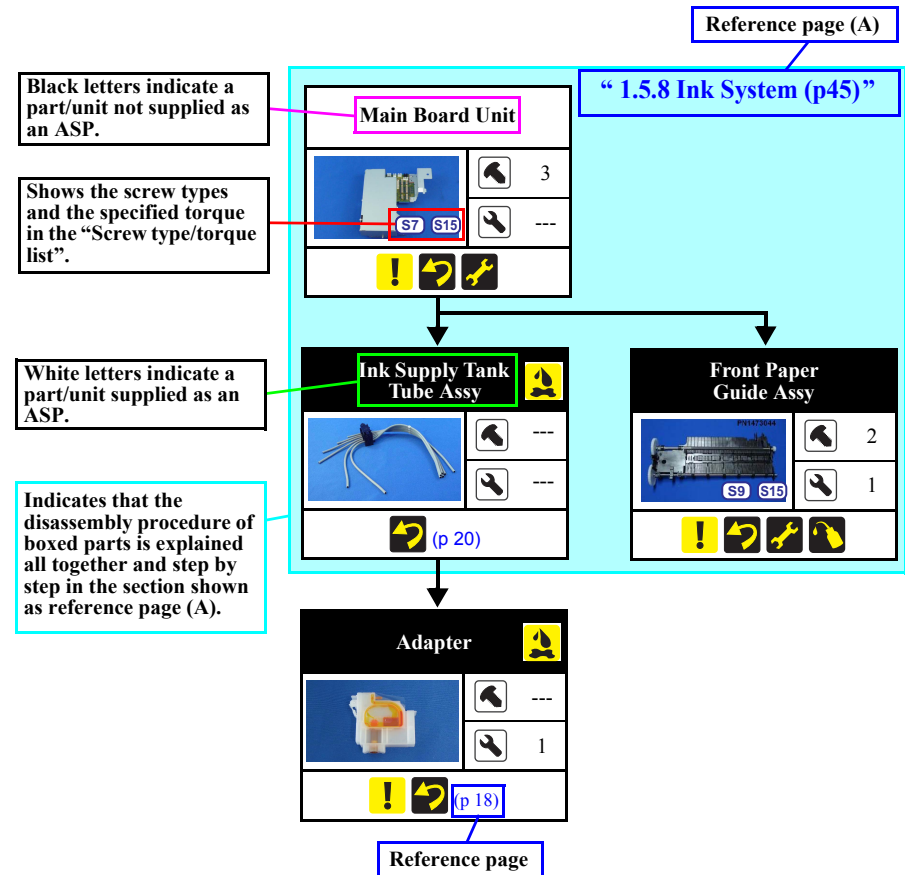 Reference page (A)
Black letters indicate a
part/unit not supplied as
an ASP.
“ 1.5.8 Ink System (p45)”
Main Board Unit
3
Shows the screw types
and the specified torque
in the “Screw type/torque
list”.
S7 S15
---
White letters indicate a
part/unit supplied as an
ASP.
Ink Supply Tank
Tube Assy
---
---
(p 20)
Front Paper
Guide Assy
PN1473044
2
S9 S15
1
Indicates that the
disassembly procedure of
boxed parts is explained
all together and step by
step in the section shown
as reference page (A).
Adapter
---
1
(p 18)
Reference page